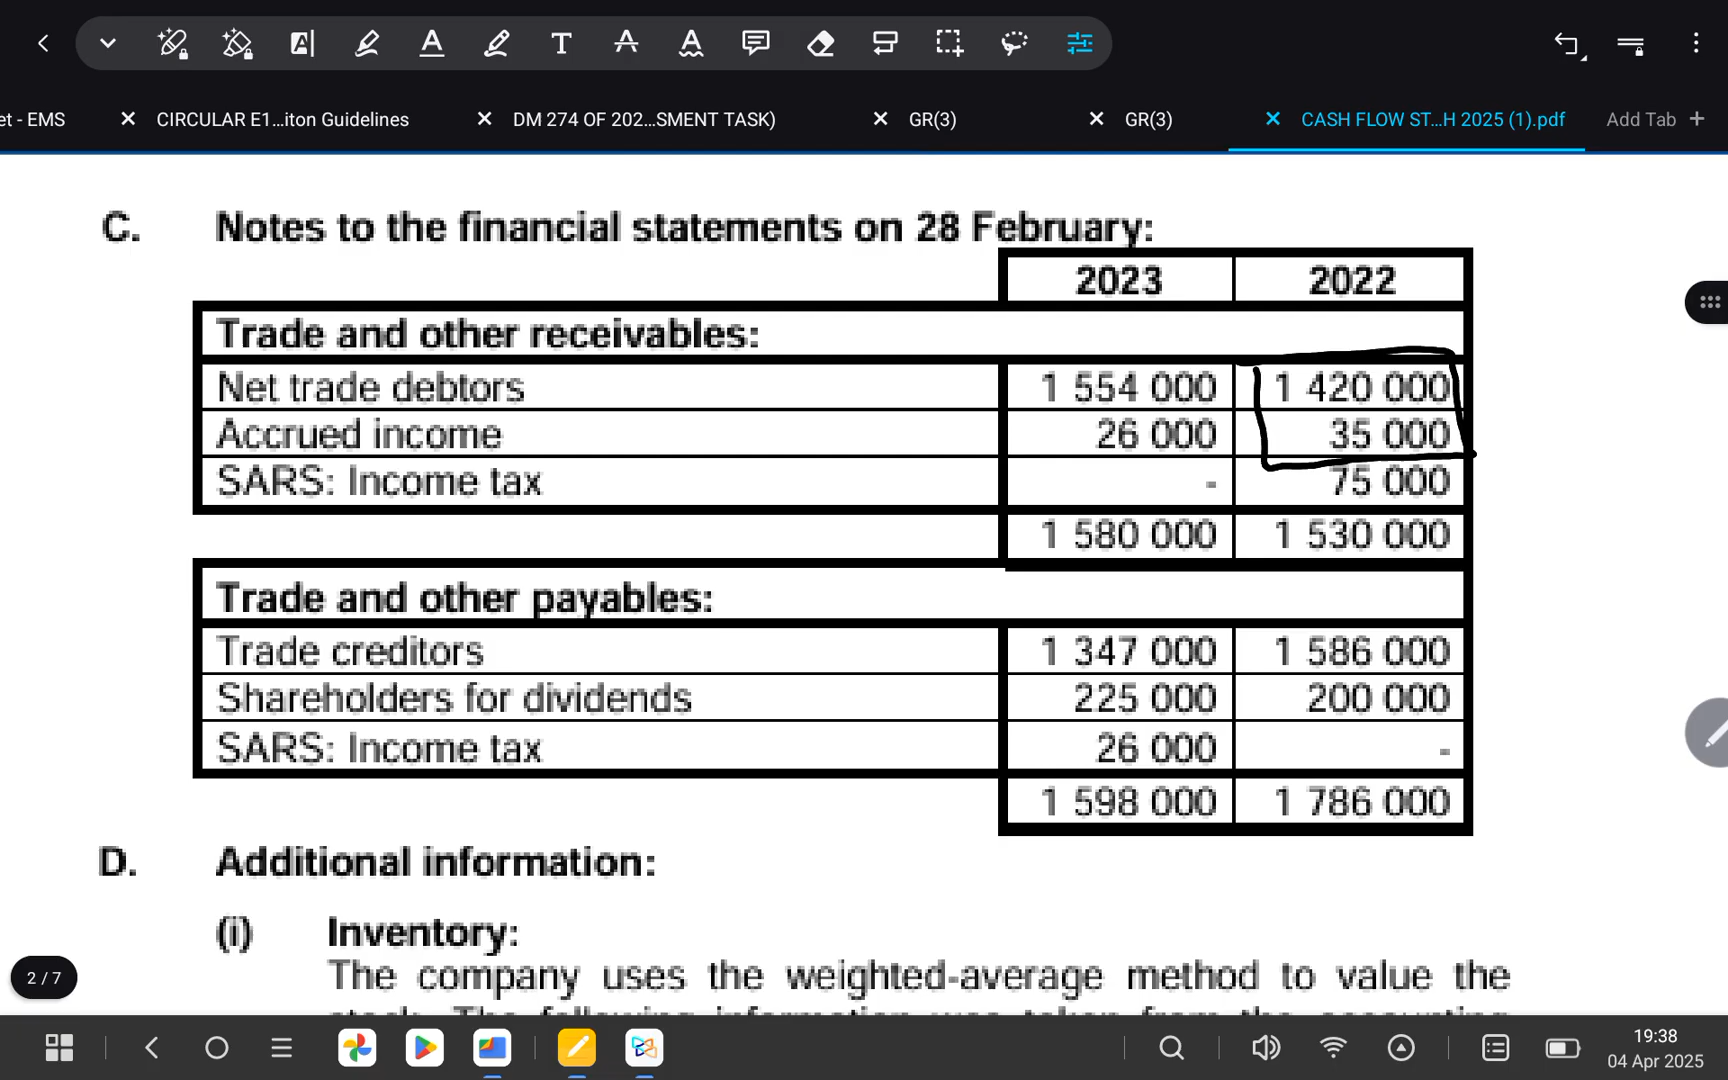 et - EMS
CIRCULAR E1...iton Guidelines
DM 274 OF 202...SMENT TASK)
GR(3)
GR(3)
CASH FLOW ST...H 2025 (1).pdf
Add Tab
C. Notes to the financial statements on 28 February:
2023 2022
Trade and other receivables:
Net trade debtors 1 554 000 1 420 000
Accrued income 26 000 35 000
SARS: Income tax - 75 000
1 580 000 1 530 000
Trade and other payables:
Trade creditors 1 347 000 1 586 000
Shareholders for dividends 225 000 200 000
SARS: Income tax 26 000 -
1 598 000 1 786 000
D. Additional information:
(i) Inventory:
The company uses the weighted-average method to value the
2 / 7
19:38
04 Apr 2025